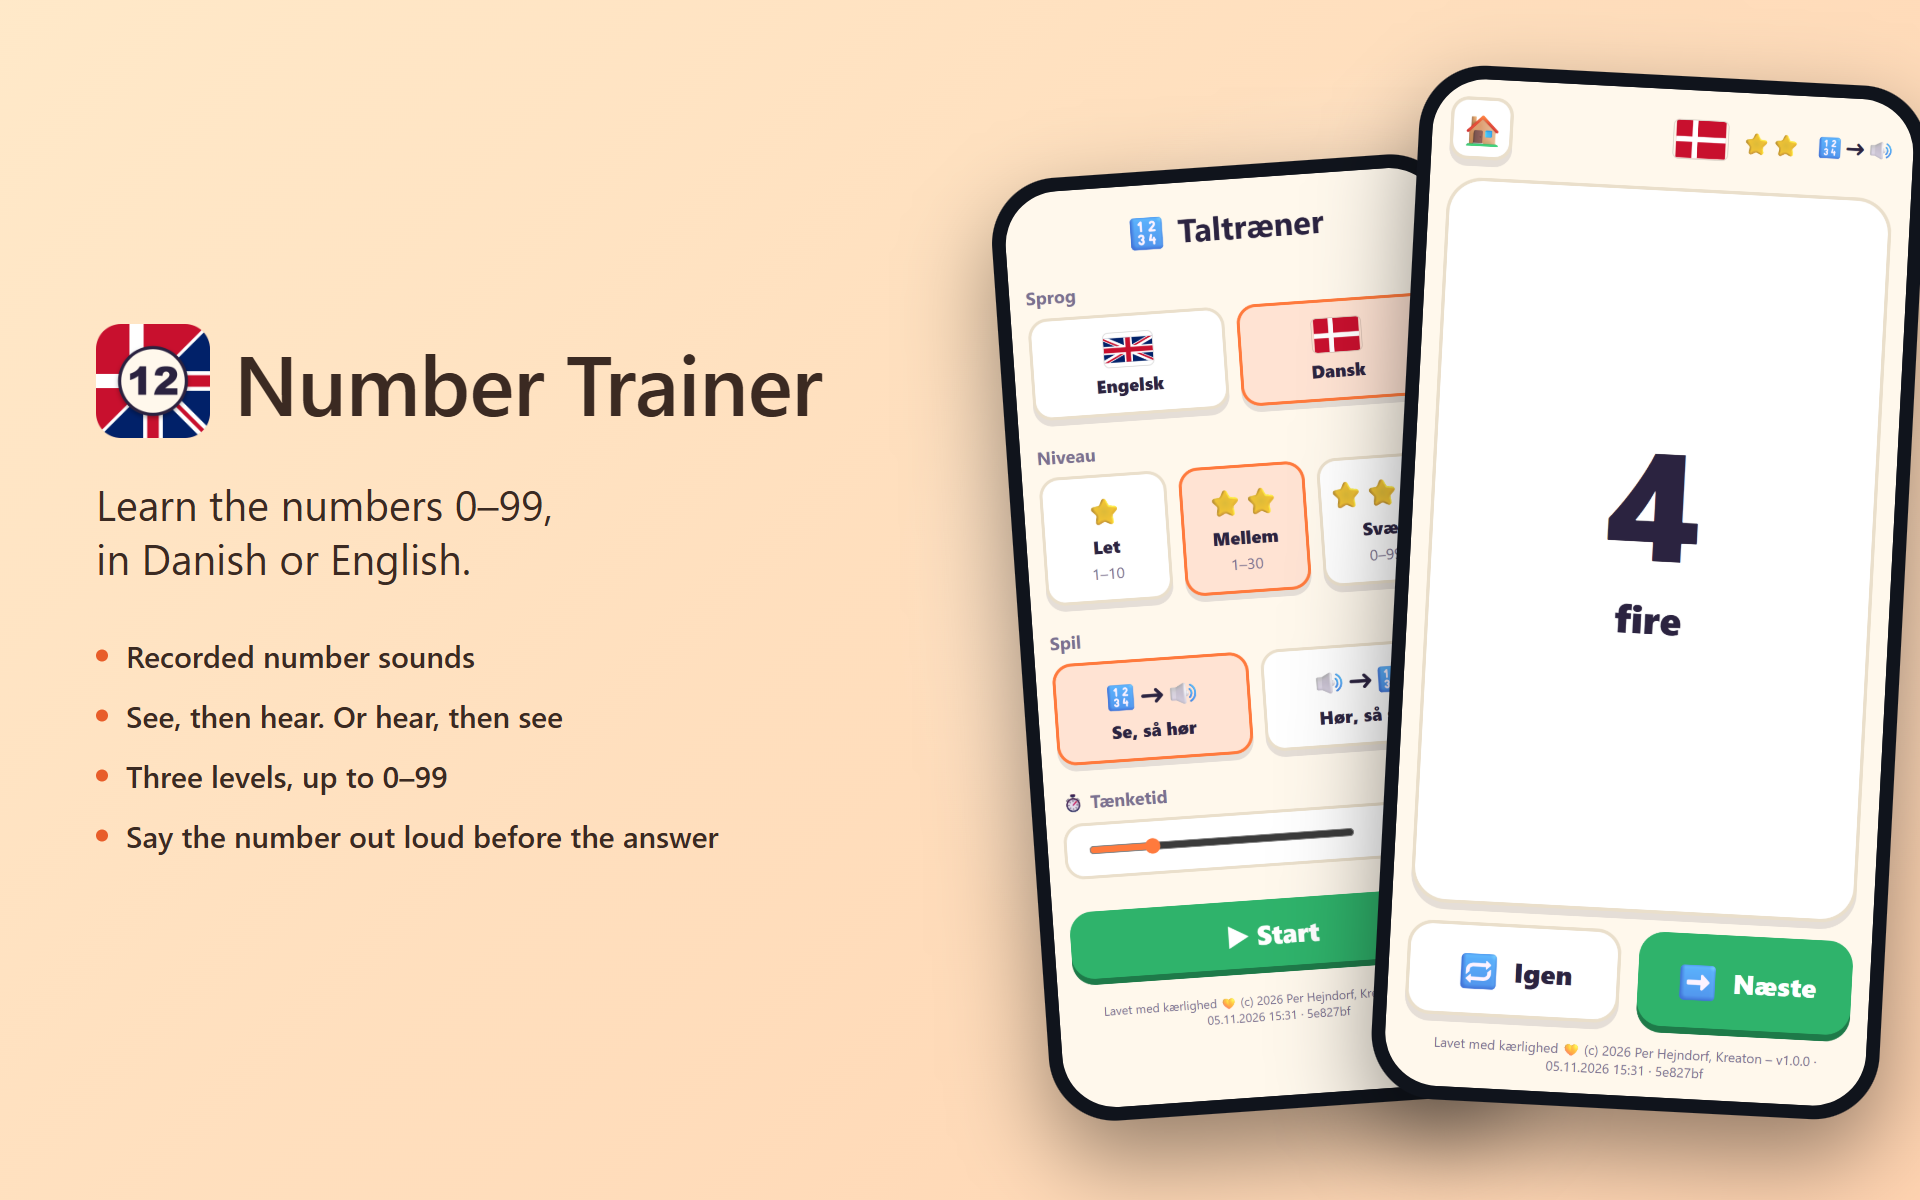 12
Number Trainer
Learn the numbers 0–99,
in Danish or English.
Recorded number sounds
See, then hear. Or hear, then see
Three levels, up to 0–99
Say the number out loud before the answer
Taltræner
Sprog
Engelsk
Dansk
Niveau
Let
1–10
Mellem
1–30
Spil
Se, så hør
Hør, så
Tænketid
Start
Lavet med kærlighed 🧡 (c) 2026 Per Hejndorf,
05.11.2026 15:31 · 5e827bf
4
fire
Igen
Næste
Lavet med kærlighed 🧡 (c) 2026 Per Hejndorf, Kreaton – v1.0.0 ·
05.11.2026 15:31 · 5e827bf